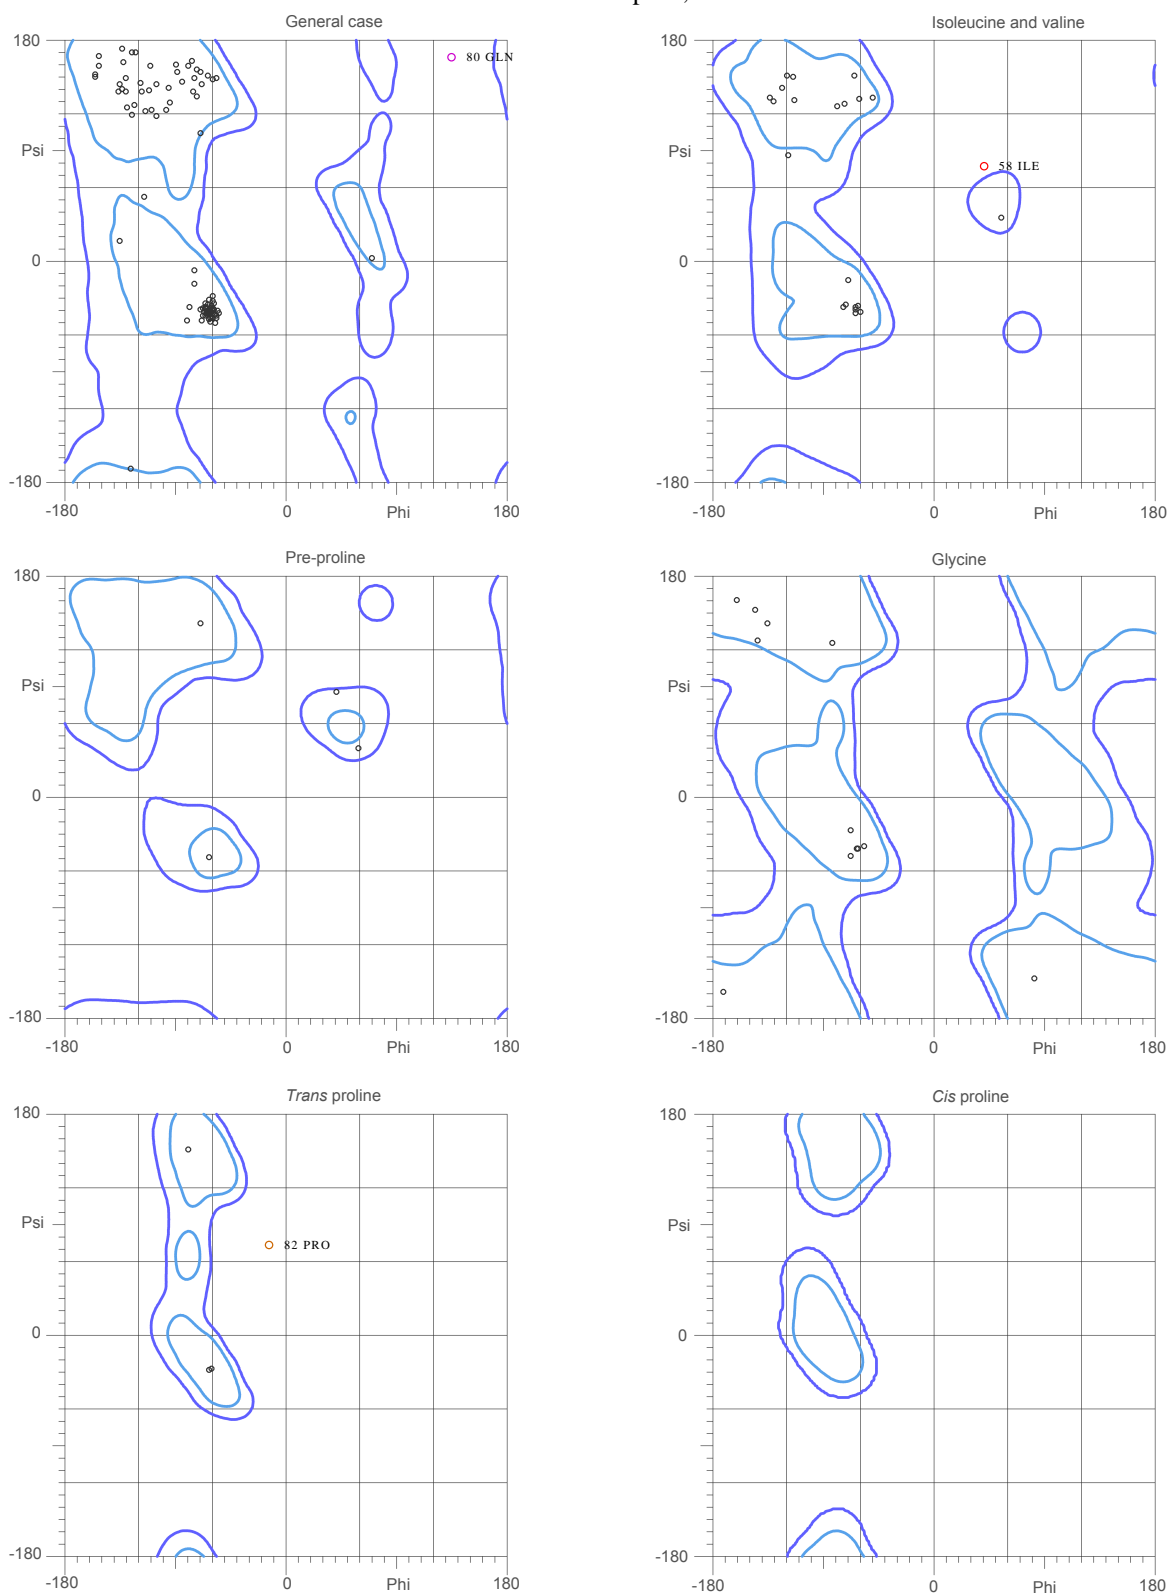 General case
180
80 GLN
Psi
0
-180
-180
0
Phi
180
Isoleucine and valine
180
Psi
58 ILE
0
-180
-180
0
Phi
180
Pre-proline
180
Psi
0
-180
-180
0
Phi
180
Glycine
180
Psi
0
-180
-180
0
Phi
180
Trans proline
180
Psi
82 PRO
0
-180
-180
0
Phi
180
Cis proline
180
Psi
0
-180
-180
0
Phi
180